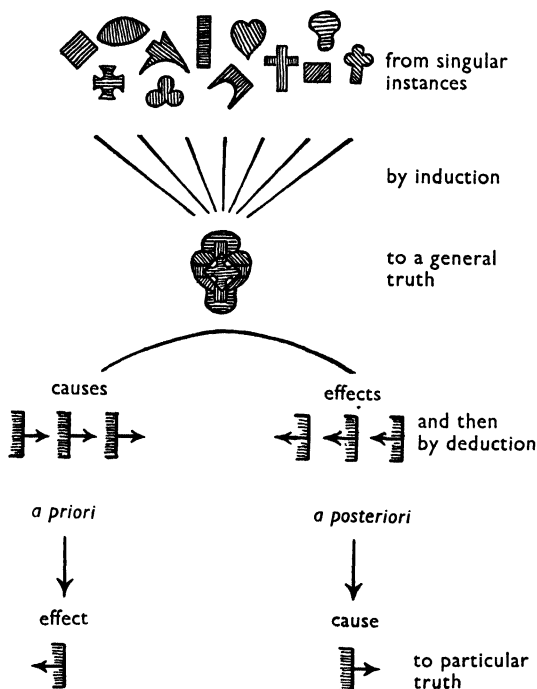 from singular
instances
by induction
to a general
truth
causes
effects
and then
by deduction
a priori
a posteriori
effect
cause
to particular
truth